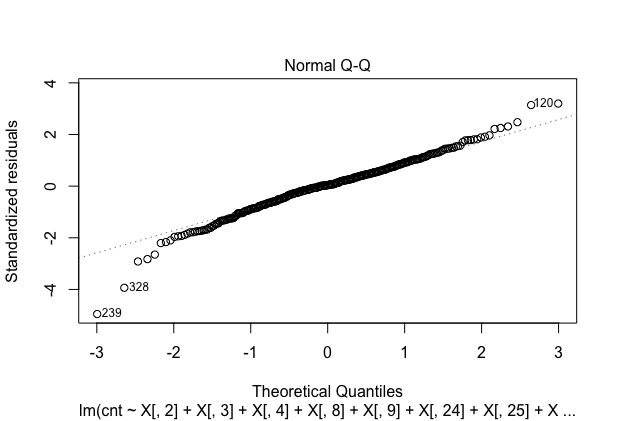 Normal Q-Q
Standardized residuals
4
2
0
-2
-4
120
328
239
-3 -2 -1 0 1 2 3
Theoretical Quantiles
lm(cnt ~ X[, 2] + X[, 3] + X[, 4] + X[, 8] + X[, 9] + X[, 24] + X[, 25] + X ...